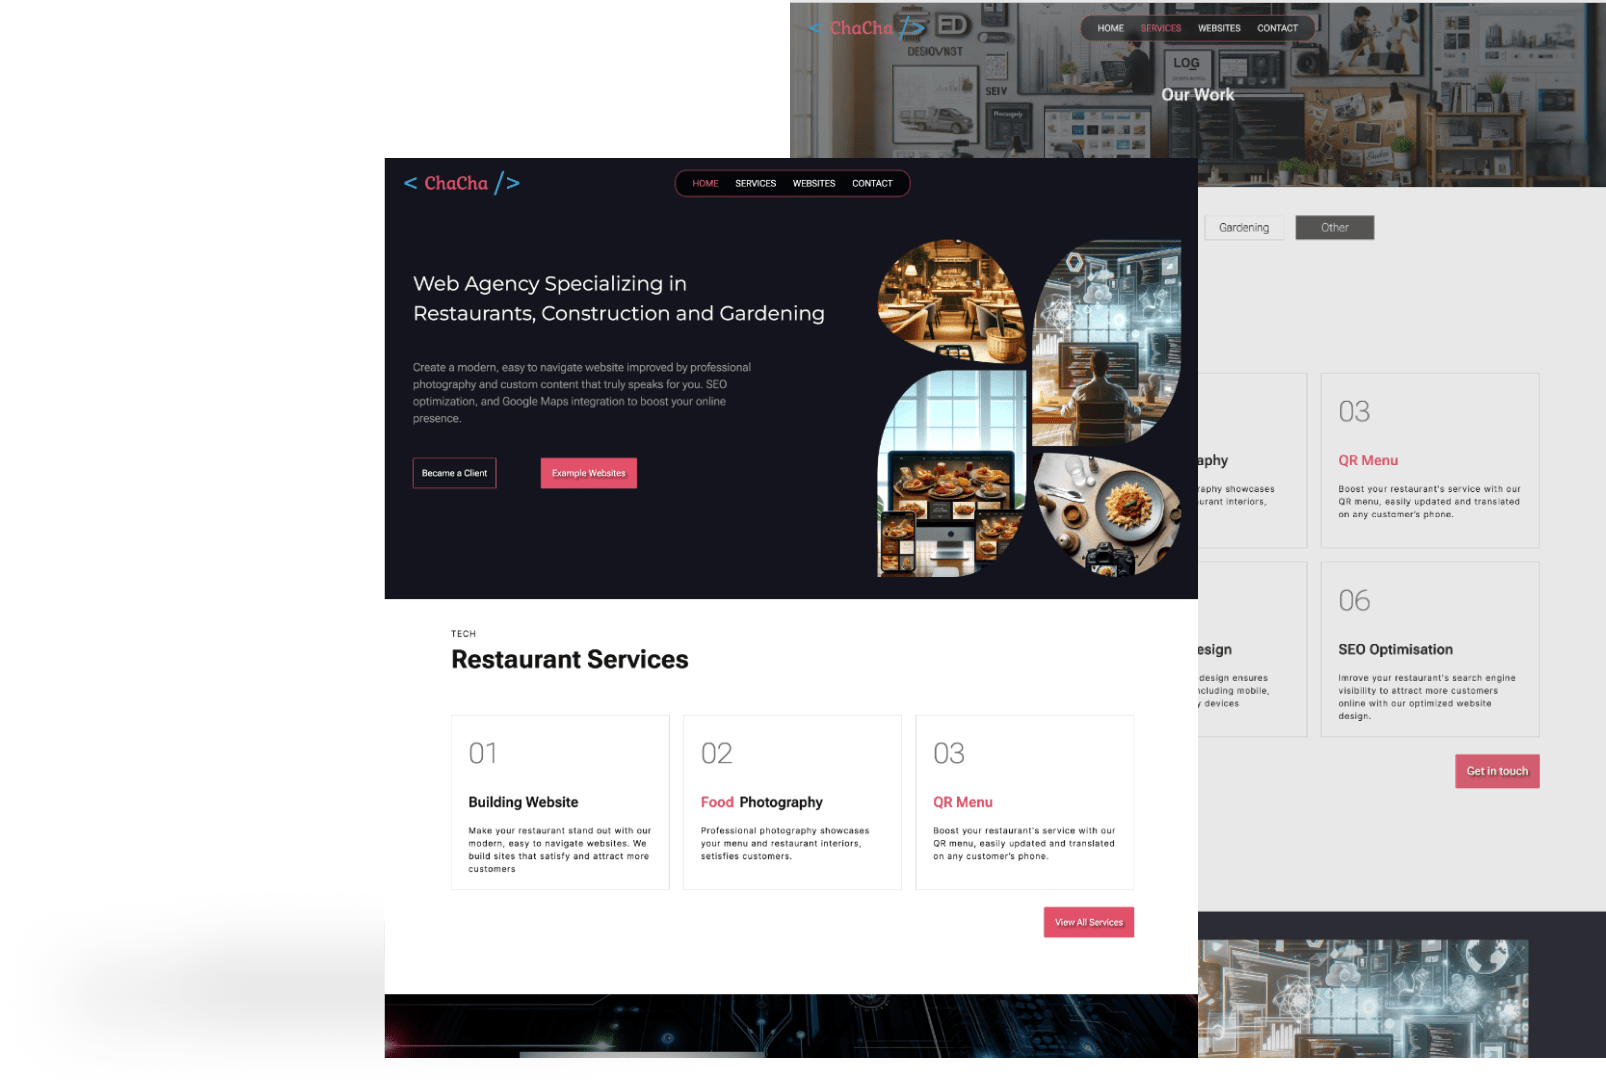 < ChaCha />
HOME SERVICES WEBSITES CONTACT
DESIOVNGT
SEIV
LOG
Our Work
Gardening
Other
< ChaCha />
HOME SERVICES WEBSITES CONTACT
Web Agency Specializing in
Restaurants, Construction and Gardening
Create a modern, easy to navigate website improved by professional
photography and custom content that truly speaks for you. SEO
optimization, and Google Maps integration to boost your online
presence.
Became a Client
Example Websites
TECH
Restaurant Services
01
Building Website
Make your restaurant stand out with our
modern, easy to navigate websites. We
build sites that satisfy and attract more
customers
02
Food Photography
Professional photography showcases
your menu and restaurant interiors,
setisfies customers.
03
QR Menu
Boost your restaurant's service with our
QR menu, easily updated and translated
on any customer's phone.
View All Services
aphy
raphy showcases
urant interiors,
03
QR Menu
Boost your restaurant's service with our
QR menu, easily updated and translated
on any customer's phone.
esign
design ensures
ncluding mobile,
y devices
06
SEO Optimisation
Imrove your restaurant's search engine
visibility to attract more customers
online with our optimized website
design.
Get in touch